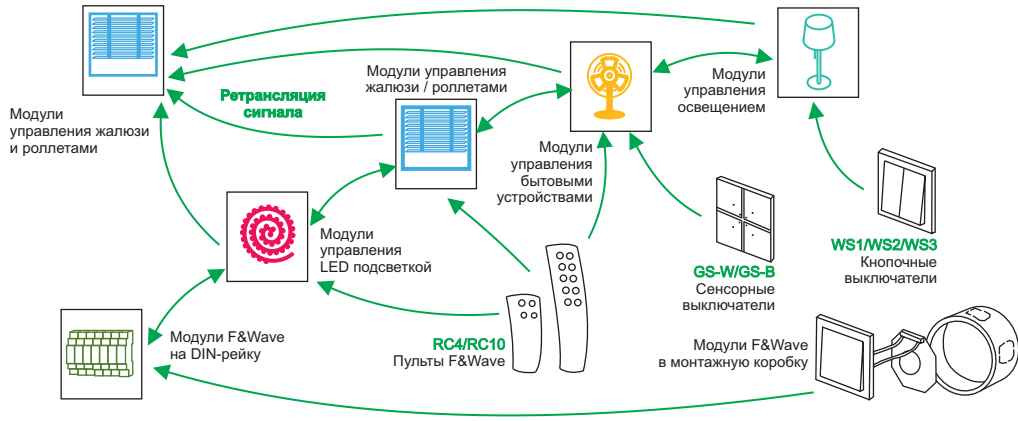 Модули
управления жалюзи
и роллетами
Ретрансляция
сигнала
Модули управления
жалюзи / роллетами
Модули
управления
освещением
Модули
управления
бытовыми
устройствами
Модули
управления
LED подсветкой
GS-W/GS-B
Сенсорные
выключатели
WS1/WS2/WS3
Кнопочные
выключатели
Модули F&Wave
на DIN-рейку
RC4/RC10
Пульты F&Wave
Модули F&Wave
в монтажную коробку